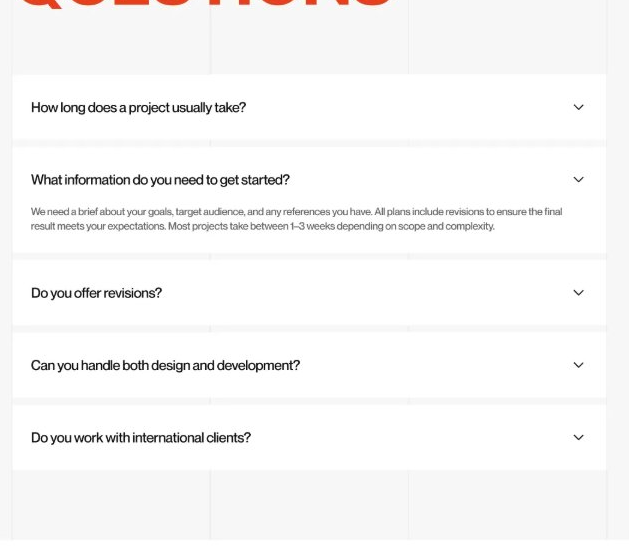 QUESTIONS
How long does a project usually take?
What information do you need to get started?
We need a brief about your goals, target audience, and any references you have. All plans include revisions to ensure the final
result meets your expectations. Most projects take between 1–3 weeks depending on scope and complexity.
Do you offer revisions?
Can you handle both design and development?
Do you work with international clients?